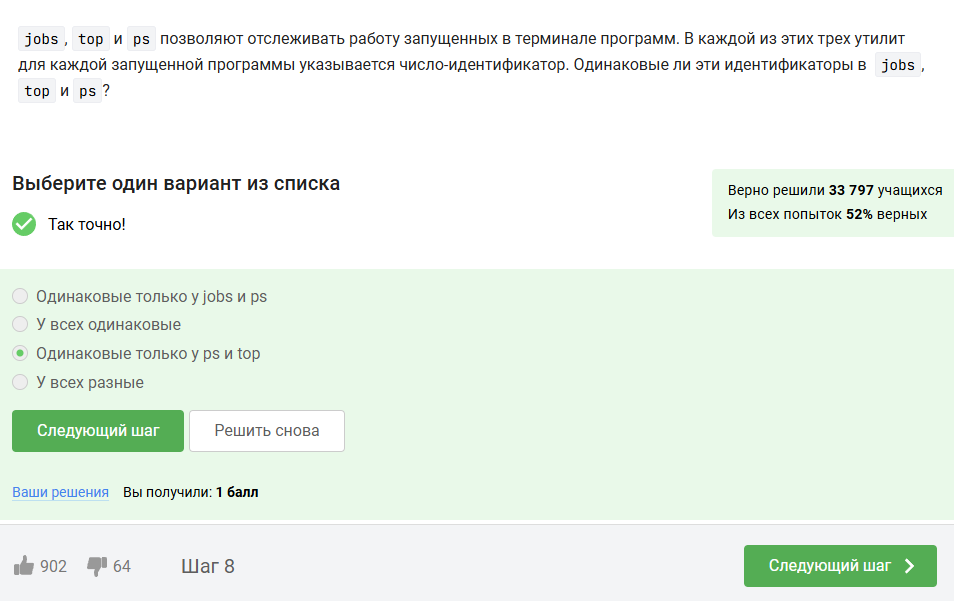 jobs, top и ps позволяют отслеживать работу запущенных в терминале программ. В каждой из этих трех утилит
для каждой запущенной программы указывается число-идентификатор. Одинаковые ли эти идентификаторы в jobs,
top и ps?
Выберите один вариант из списка
Так точно!
Верно решили 33 797 учащихся
Из всех попыток 52% верных
Одинаковые только у jobs и ps
У всех одинаковые
Одинаковые только у ps и top
У всех разные
Следующий шаг
Решить снова
Ваши решения Вы получили: 1 балл
902 64 Шаг 8
Следующий шаг